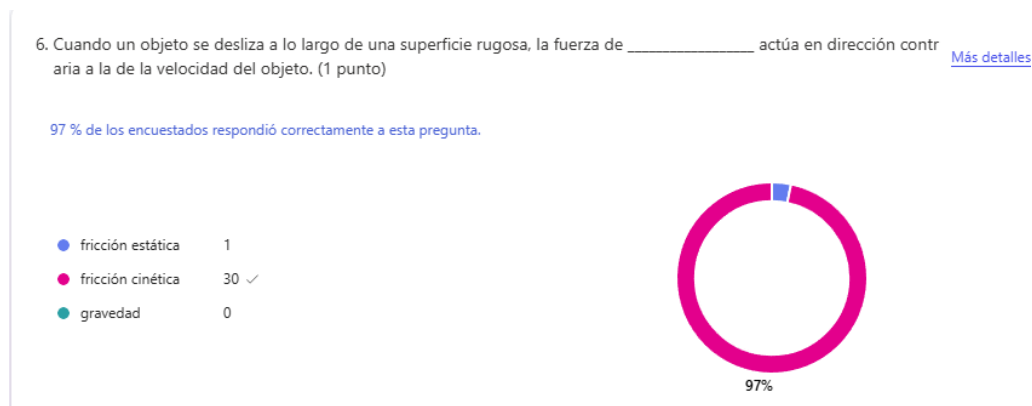 6. Cuando un objeto se desliza a lo largo de una superficie rugosa, la fuerza de __________________ actúa en dirección contr
aria a la de la velocidad del objeto. (1 punto)
Más detalles
97 % de los encuestados respondió correctamente a esta pregunta.
fricción estática 1
fricción cinética 30 ✓
gravedad 0
97%